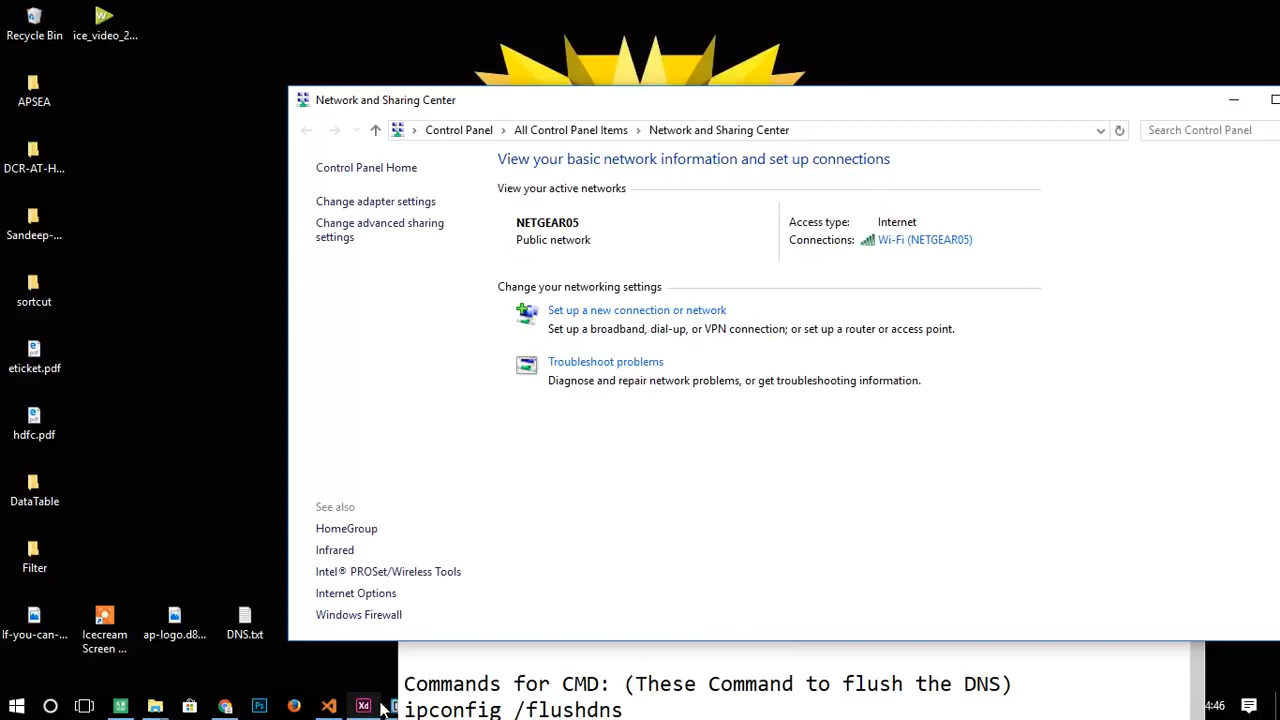 Recycle Bin
ice_video_2...
APSEA
DCR-AT-H...
Sandeep-...
sortcut
eticket.pdf
hdfc.pdf
DataTable
Filter
If-you-can-...
Icecream
Screen ...
ap-logo.d8...
DNS.txt
Network and Sharing Center
Control Panel
All Control Panel Items
Network and Sharing Center
Search Control Panel
Control Panel Home
Change adapter settings
Change advanced sharing
settings
View your basic network information and set up connections
View your active networks
NETGEAR05
Public network
Access type: Internet
Connections: Wi-Fi (NETGEAR05)
Change your networking settings
Set up a new connection or network
Set up a broadband, dial-up, or VPN connection; or set up a router or access point.
Troubleshoot problems
Diagnose and repair network problems, or get troubleshooting information.
See also
HomeGroup
Infrared
Intel® PROSet/Wireless Tools
Internet Options
Windows Firewall
Commands for CMD: (These Command to flush the DNS)
ipconfig /flushdns
Ps
Xd
:46